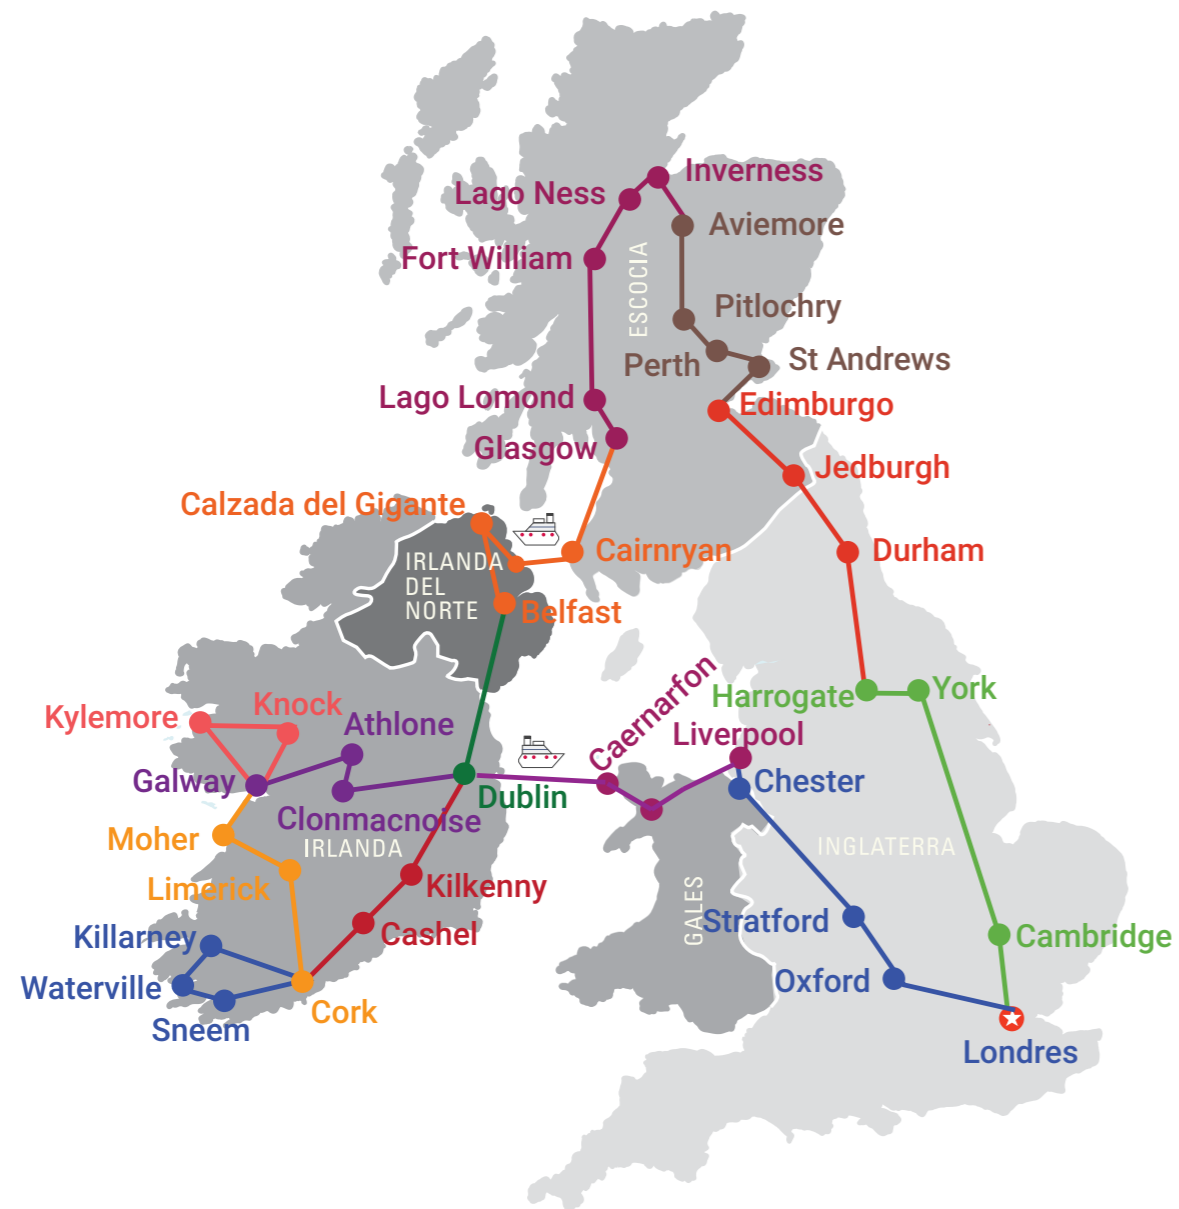 Inverness
Lago Ness
Aviemore
Fort William
ESCOCIA
Pitlochry
Perth
St Andrews
Lago Lomond
Edimburgo
Glasgow
Jedburgh
Calzada del Gigante
Cairnryan
Durham
IRLANDA
DEL
NORTE
Belfast
Caernarfon
Harrogate
York
Knock
Kylemore
Athlone
Liverpool
Galway
Chester
Dublin
Clonmacnoise
Moher
IRLANDA
INGLATERRA
Limerick
Kilkenny
GALES
Stratford
Killarney
Cashel
Cambridge
Waterville
Oxford
Cork
Sneem
Londres